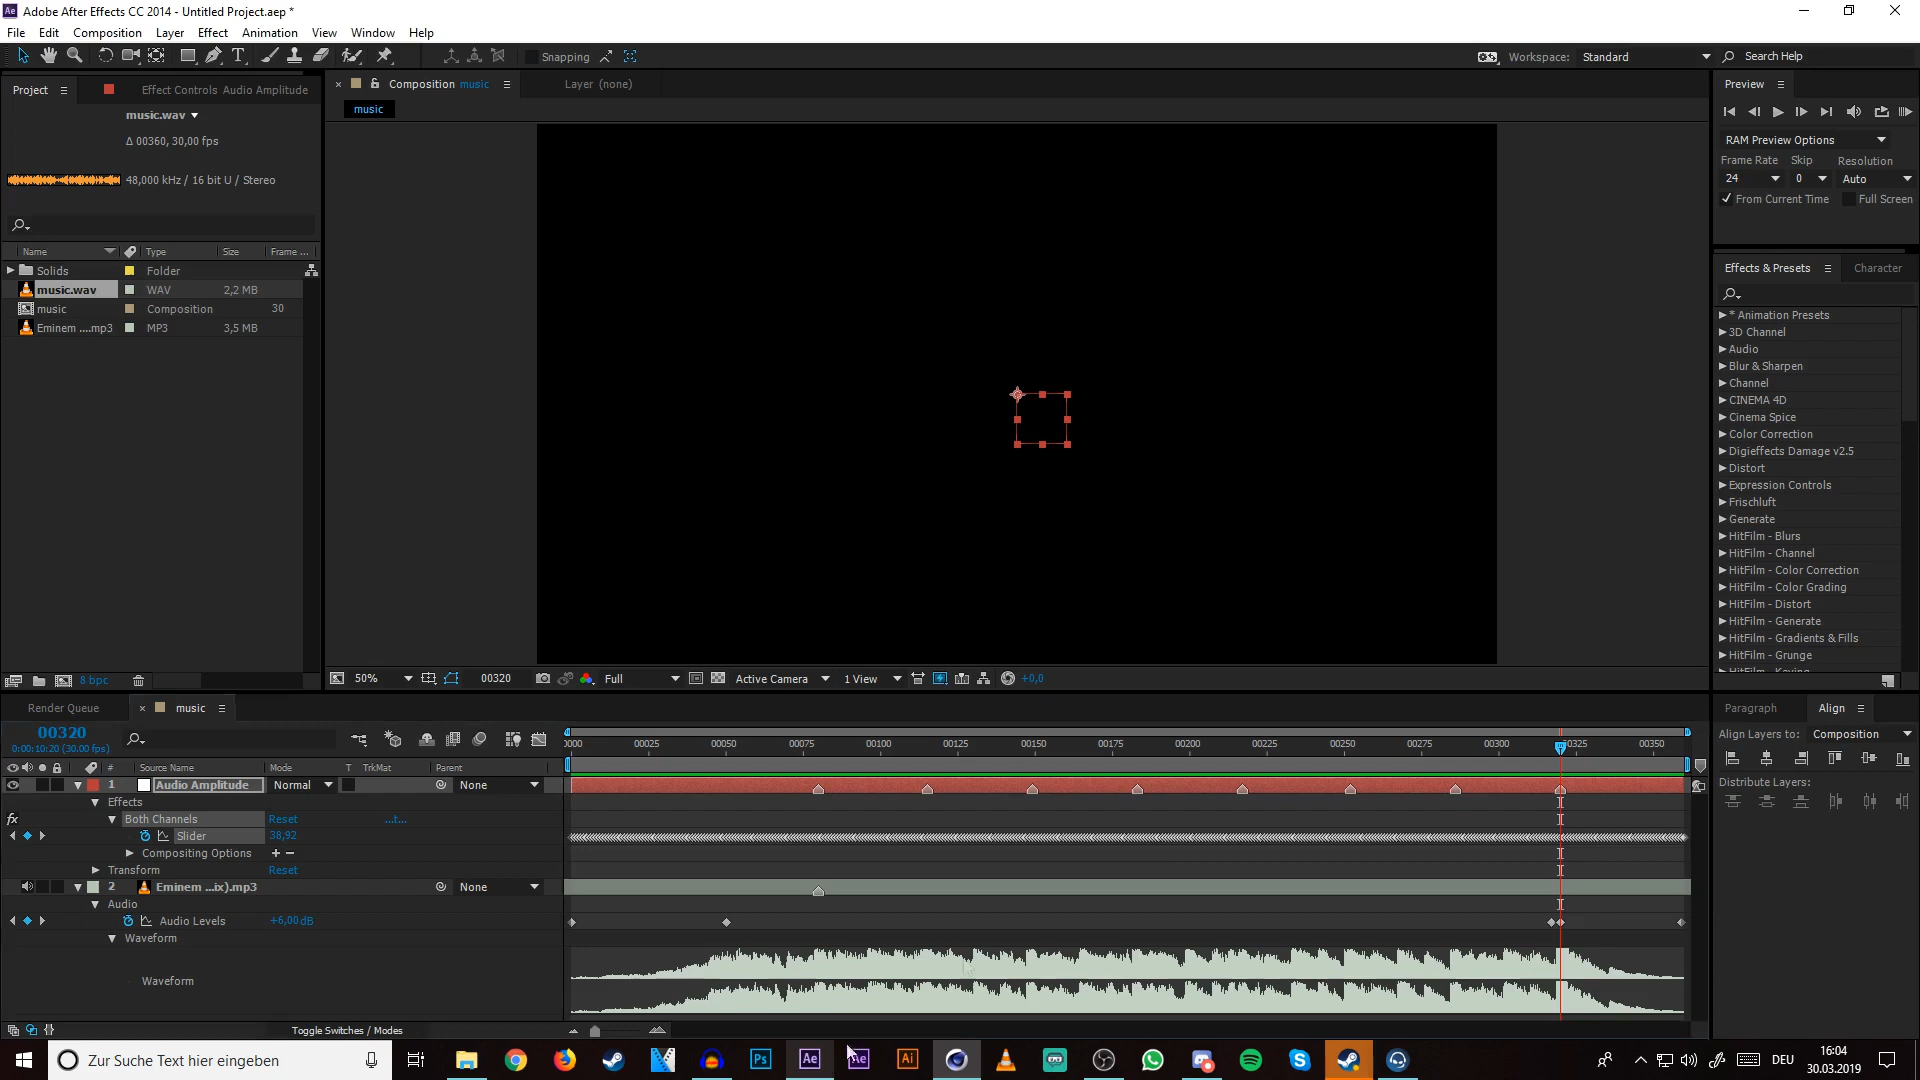 Adobe After Effects CC 2014 - Untitled Project.aep *
File Edit Composition Layer Effect Animation View Window Help
Snapping
Workspace: Standard
Search Help
Project
Effect Controls Audio Amplitude
music.wav
Δ 00360, 30,00 fps
48,000 kHz / 16 bit U / Stereo
Name Type Size Frame ...
Solids Folder
music.wav WAV 2,2 MB
music Composition 30
Eminem ....mp3 MP3 3,5 MB
8 bpc
Composition music
Layer (none)
music
50% 00320 Full Active Camera 1 View +0,0
Preview
RAM Preview Options
Frame Rate Skip Resolution
24 0 Auto
From Current Time Full Screen
Effects & Presets Character
* Animation Presets
3D Channel
Audio
Blur & Sharpen
Channel
CINEMA 4D
Cinema Spice
Color Correction
Digieffects Damage v2.5
Distort
Expression Controls
Frischluft
Generate
HitFilm - Blurs
HitFilm - Channel
HitFilm - Color Correction
HitFilm - Color Grading
HitFilm - Distort
HitFilm - Generate
HitFilm - Gradients & Fills
HitFilm - Grunge
HitFilm - Keying
Render Queue music
00320
0:00:10:20 (30.00 fps)
0000 00025 00050 00075 00100 00125 00150 00175 00200 00225 00250 00275 00300 00325 00350
# Source Name Mode T TrkMat Parent
1 Audio Amplitude Normal None
Effects
fx Both Channels Reset ...t...
Slider 38,92
Compositing Options + −
Transform Reset
2 Eminem ...ix).mp3 None
Audio
Audio Levels +6,00dB
Waveform
Waveform
Toggle Switches / Modes
Paragraph Align
Align Layers to: Composition
Distribute Layers:
Zur Suche Text hier eingeben
Ps Ae Ae Ai
DEU
16:04
30.03.2019